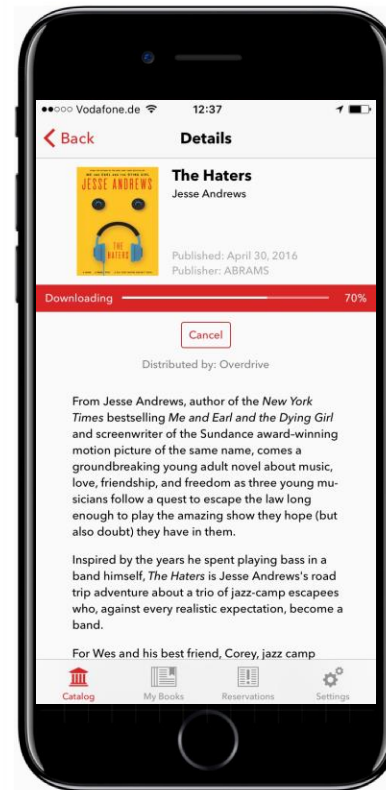 Vodafone.de 12:37
Back Details
JESSE ANDREWS
THE
HATERS
The Haters
Jesse Andrews
Published: April 30, 2016
Publisher: ABRAMS
Downloading 70%
Cancel
Distributed by: Overdrive
From Jesse Andrews, author of the New York
Times bestselling Me and Earl and the Dying Girl
and screenwriter of the Sundance award-winning
motion picture of the same name, comes a
groundbreaking young adult novel about music,
love, friendship, and freedom as three young mu-
sicians follow a quest to escape the law long
enough to play the amazing show they hope (but
also doubt) they have in them.
Inspired by the years he spent playing bass in a
band himself, The Haters is Jesse Andrews's road
trip adventure about a trio of jazz-camp escapees
who, against every realistic expectation, become a
band.
For Wes and his best friend, Corey, jazz camp
Catalog My Books Reservations Settings